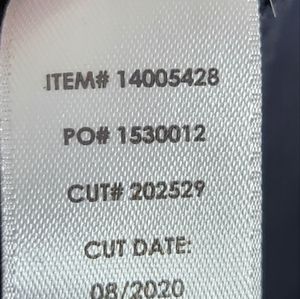 ITEM# 14005428
PO# 1530012
CUT# 202529
CUT DATE:
08/2020